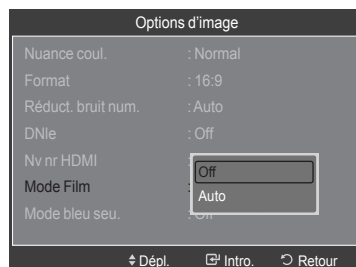 Options d'image
Nuance coul. : Normal
Format : 16:9
Réduct. bruit num. : Auto
DNIe : Off
Nv nr HDMI :
Off
Mode Film :
Auto
Mode bleu seu. : Off
Dépl. Intro. Retour